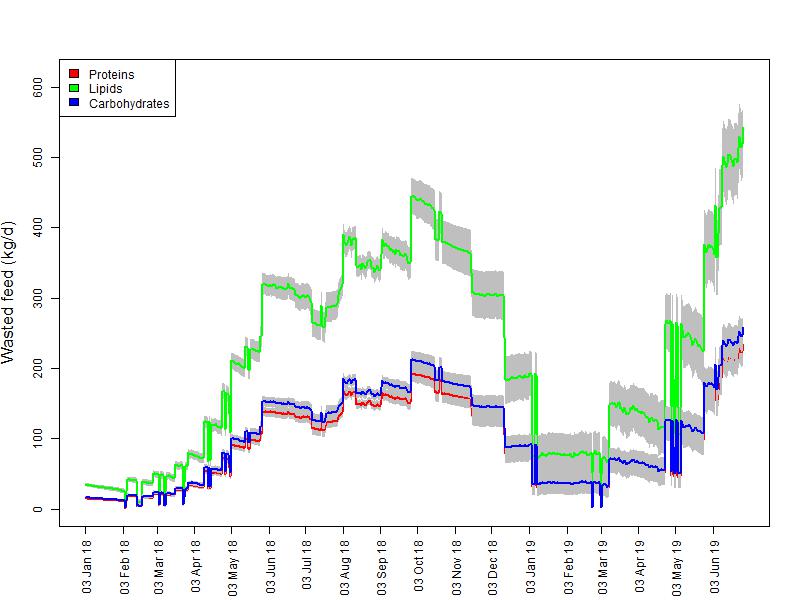 Proteins
Lipids
Carbohydrates
Wasted feed (kg/d)
600
500
400
300
200
100
0
03 Jan 18
03 Feb 18
03 Mar 18
03 Apr 18
03 May 18
03 Jun 18
03 Jul 18
03 Aug 18
03 Sep 18
03 Oct 18
03 Nov 18
03 Dec 18
03 Jan 19
03 Feb 19
03 Mar 19
03 Apr 19
03 May 19
03 Jun 19